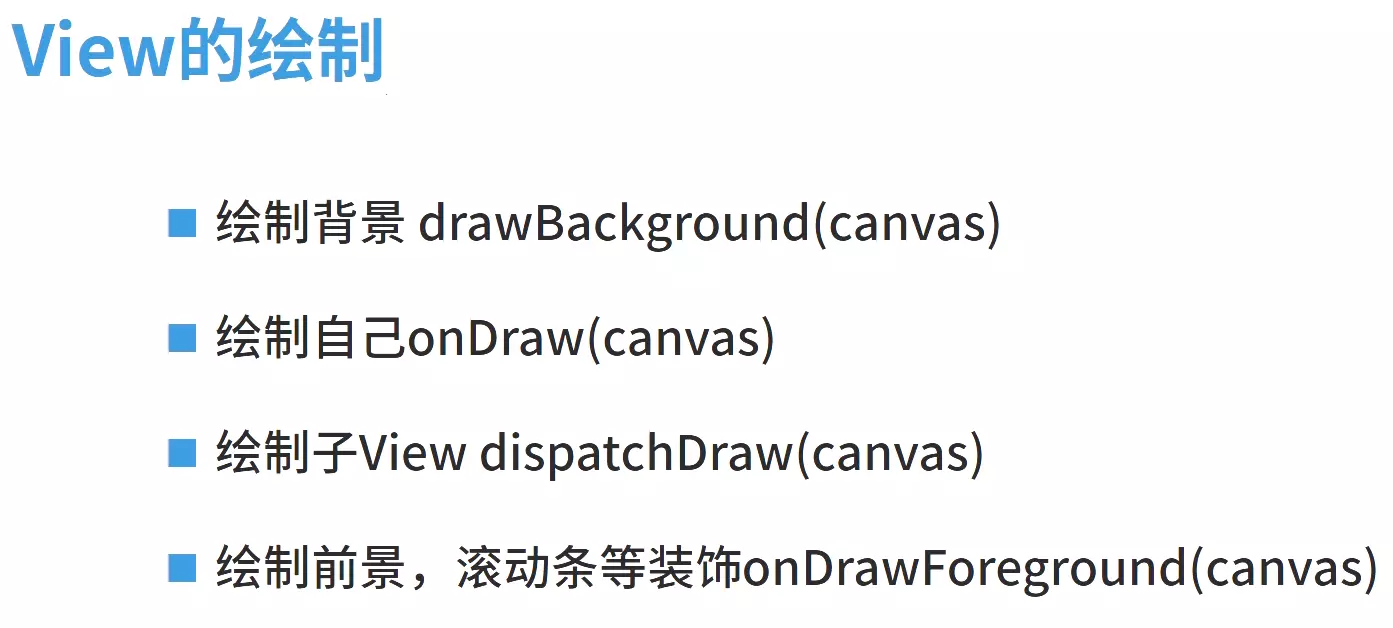 View的绘制
绘制背景 drawBackground(canvas)
绘制自己onDraw(canvas)
绘制子View dispatchDraw(canvas)
绘制前景，滚动条等装饰onDrawForeground(canvas)